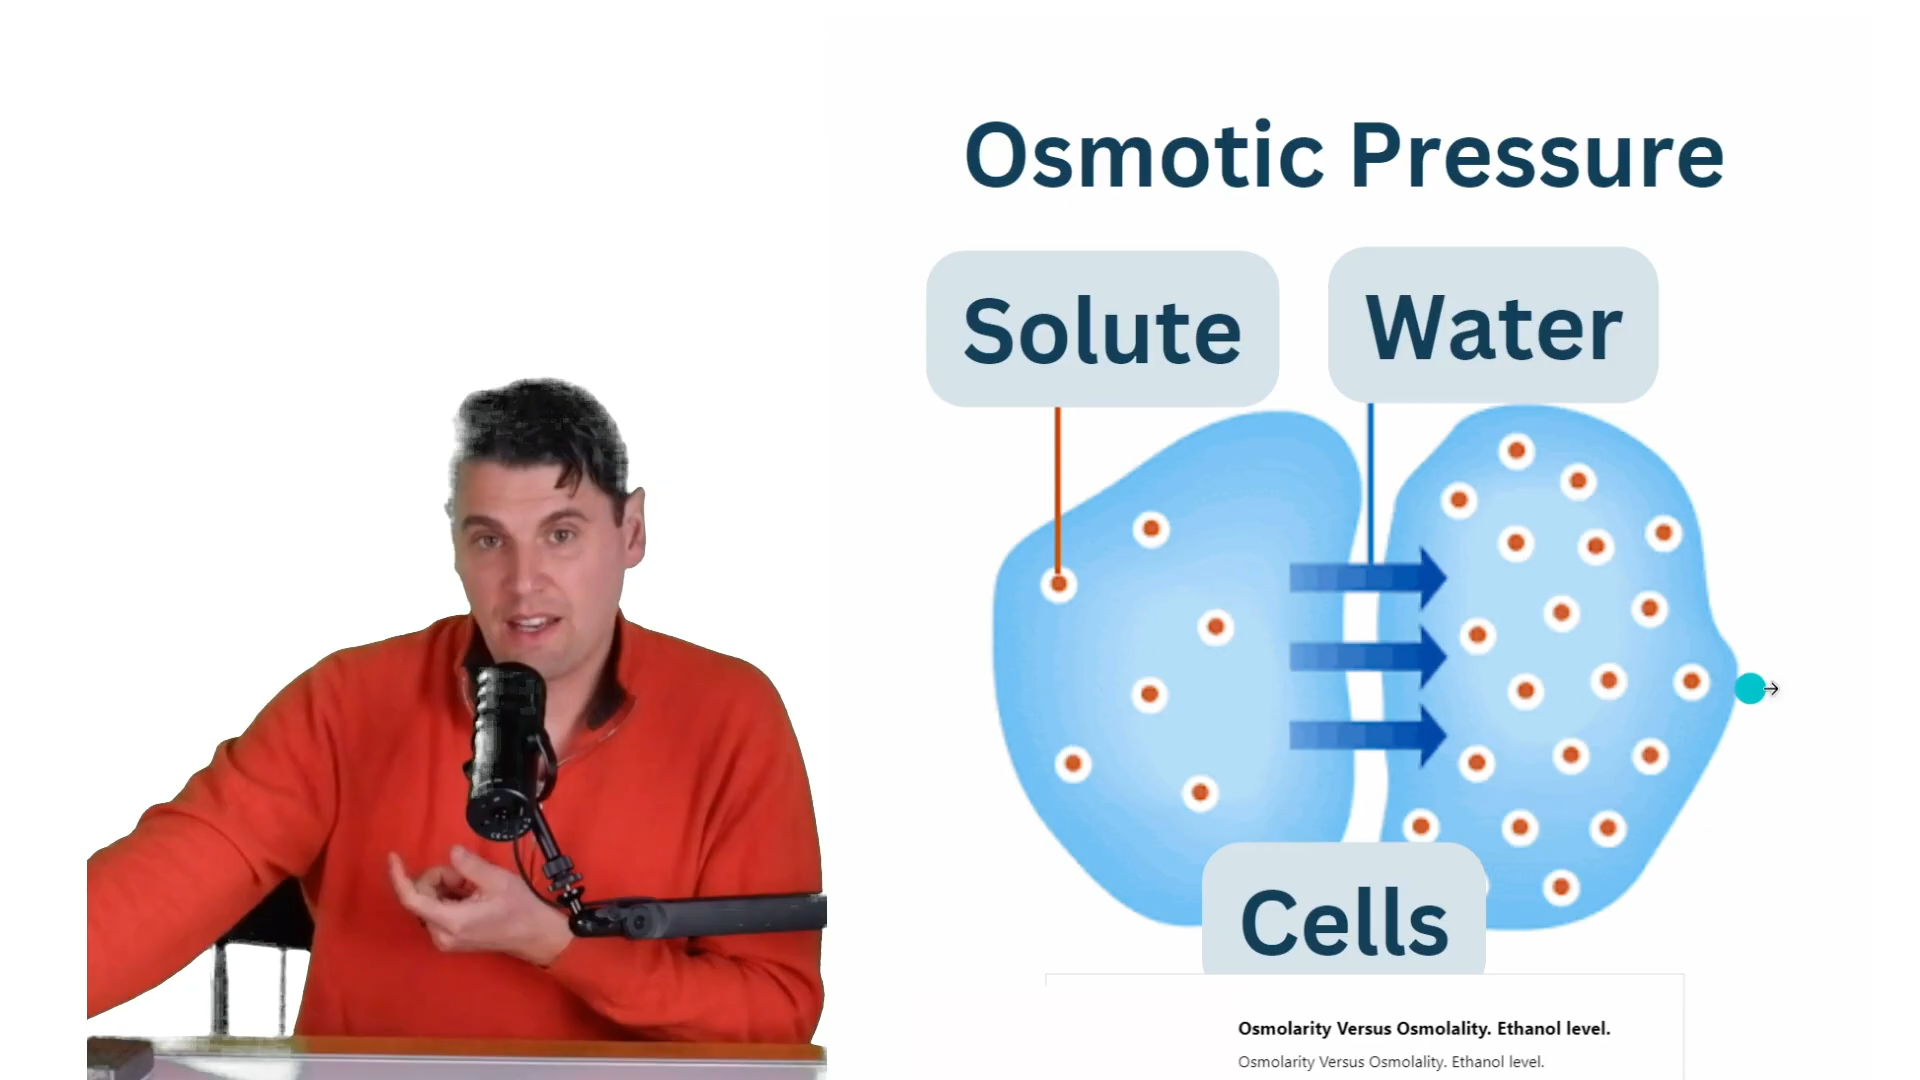 Osmotic Pressure
Solute
Water
Cells
Osmolarity Versus Osmolality. Ethanol level.
Osmolarity Versus Osmolality. Ethanol level.